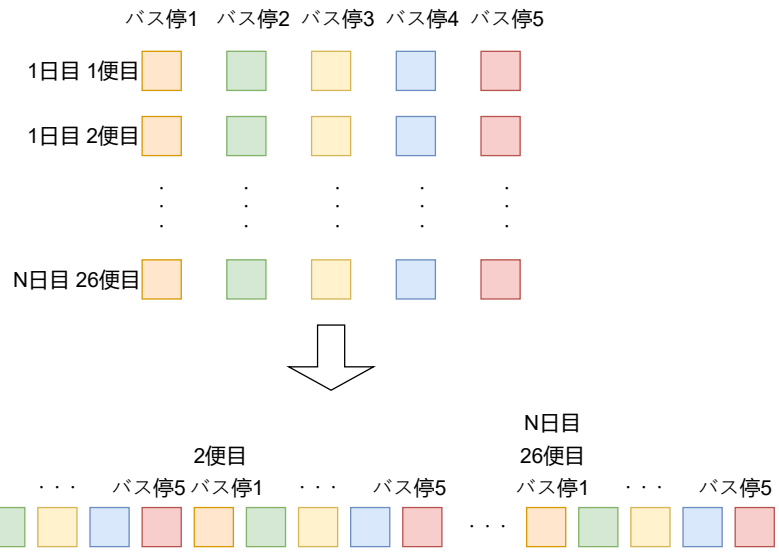 バス停1 バス停2 バス停3 バス停4 バス停5
1日目 1便目
1日目 2便目
N日目 26便目
N日目
2便目 26便目
・・・ バス停5 バス停1 ・・・ バス停5 バス停1 ・・・ バス停5
・・・